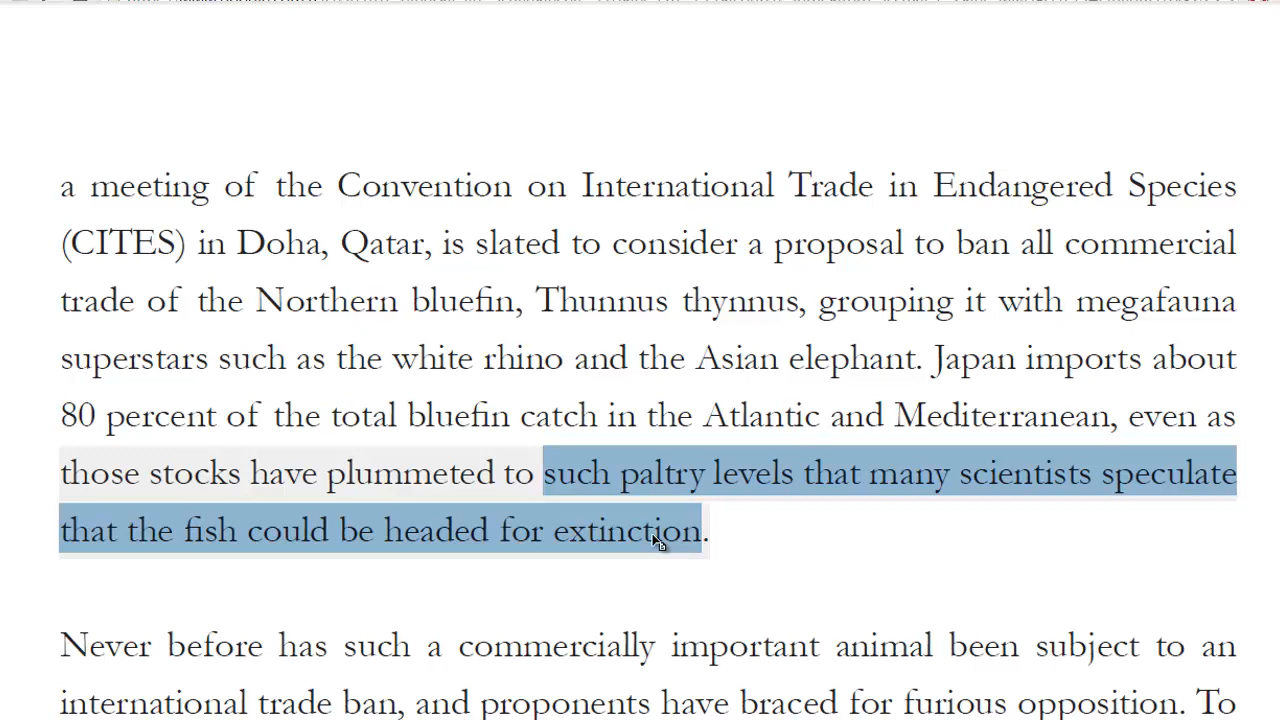 a meeting of the Convention on International Trade in Endangered Species
(CITES) in Doha, Qatar, is slated to consider a proposal to ban all commercial
trade of the Northern bluefin, Thunnus thynnus, grouping it with megafauna
superstars such as the white rhino and the Asian elephant. Japan imports about
80 percent of the total bluefin catch in the Atlantic and Mediterranean, even as
those stocks have plummeted to such paltry levels that many scientists speculate
that the fish could be headed for extinction.
Never before has such a commercially important animal been subject to an
international trade ban, and proponents have braced for furious opposition. To